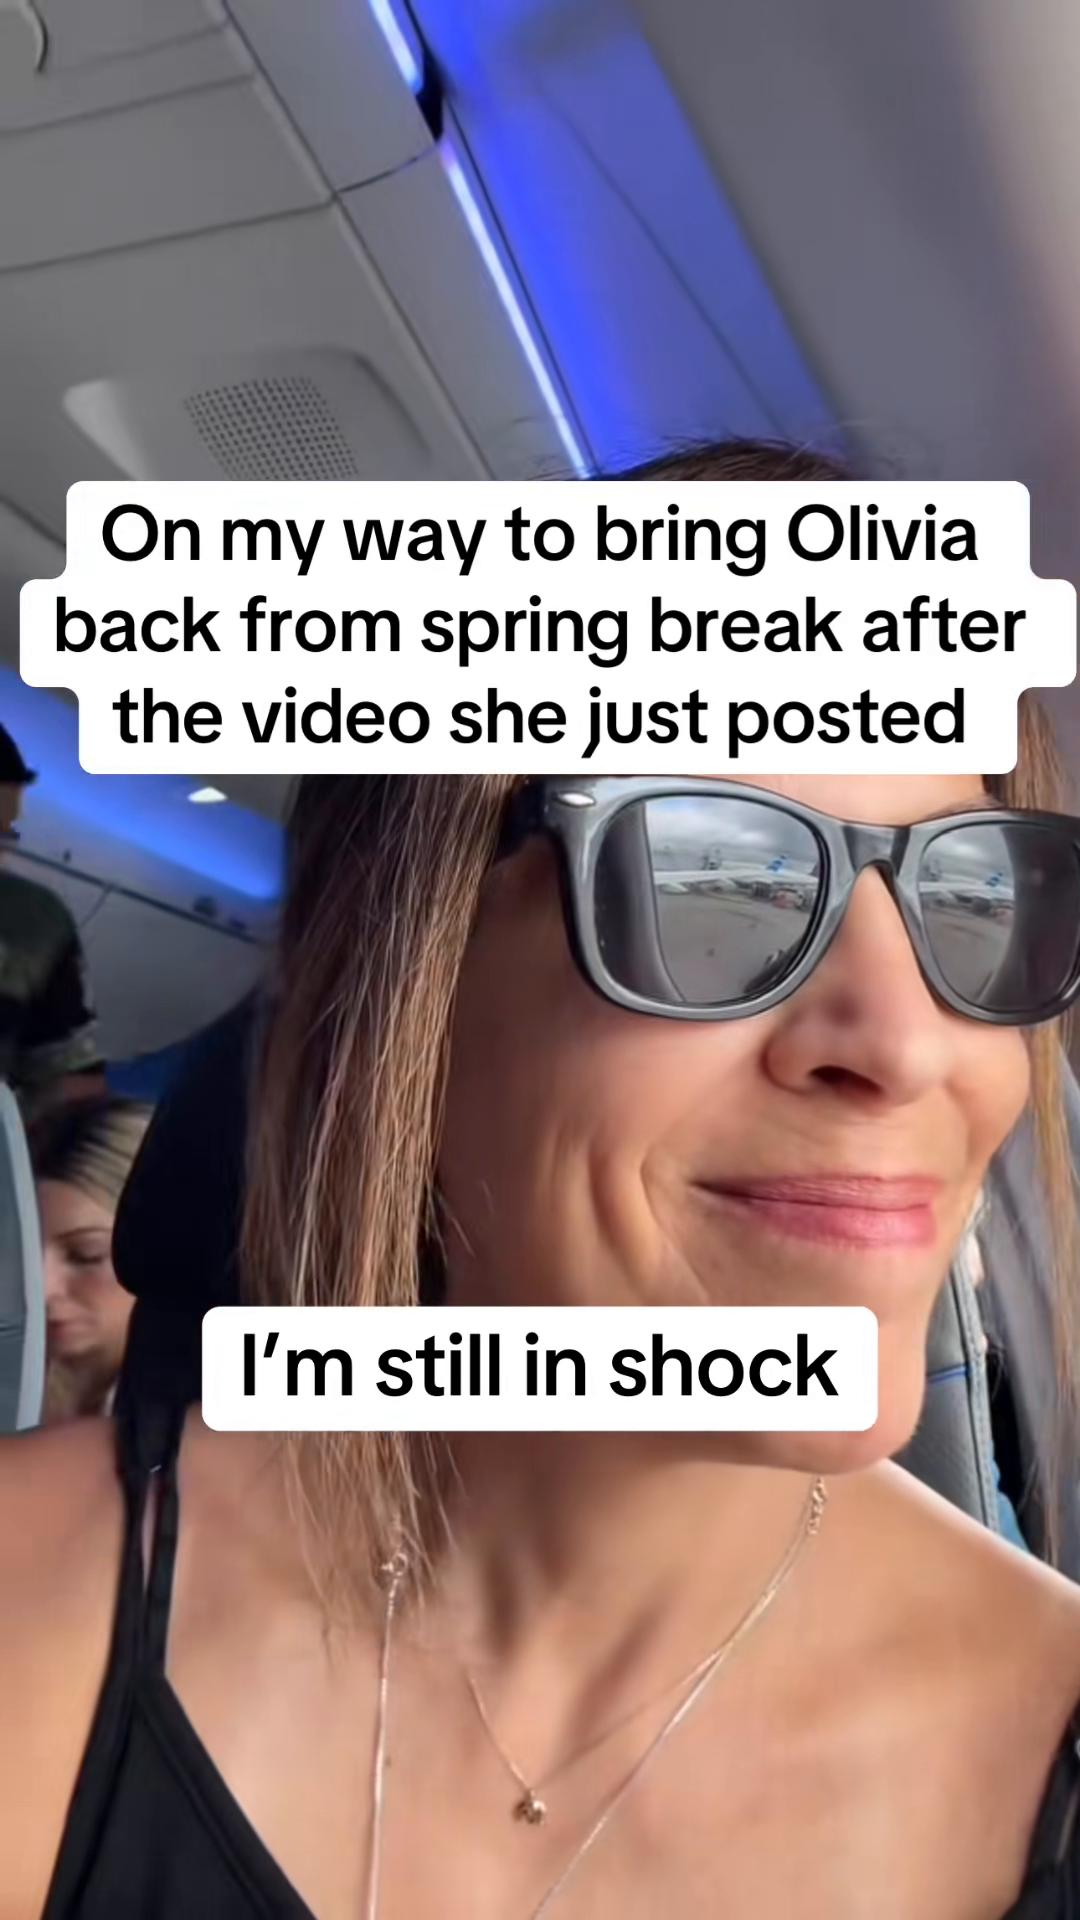 On my way to bring Olivia
back from spring break after
the video she just posted
I’m still in shock